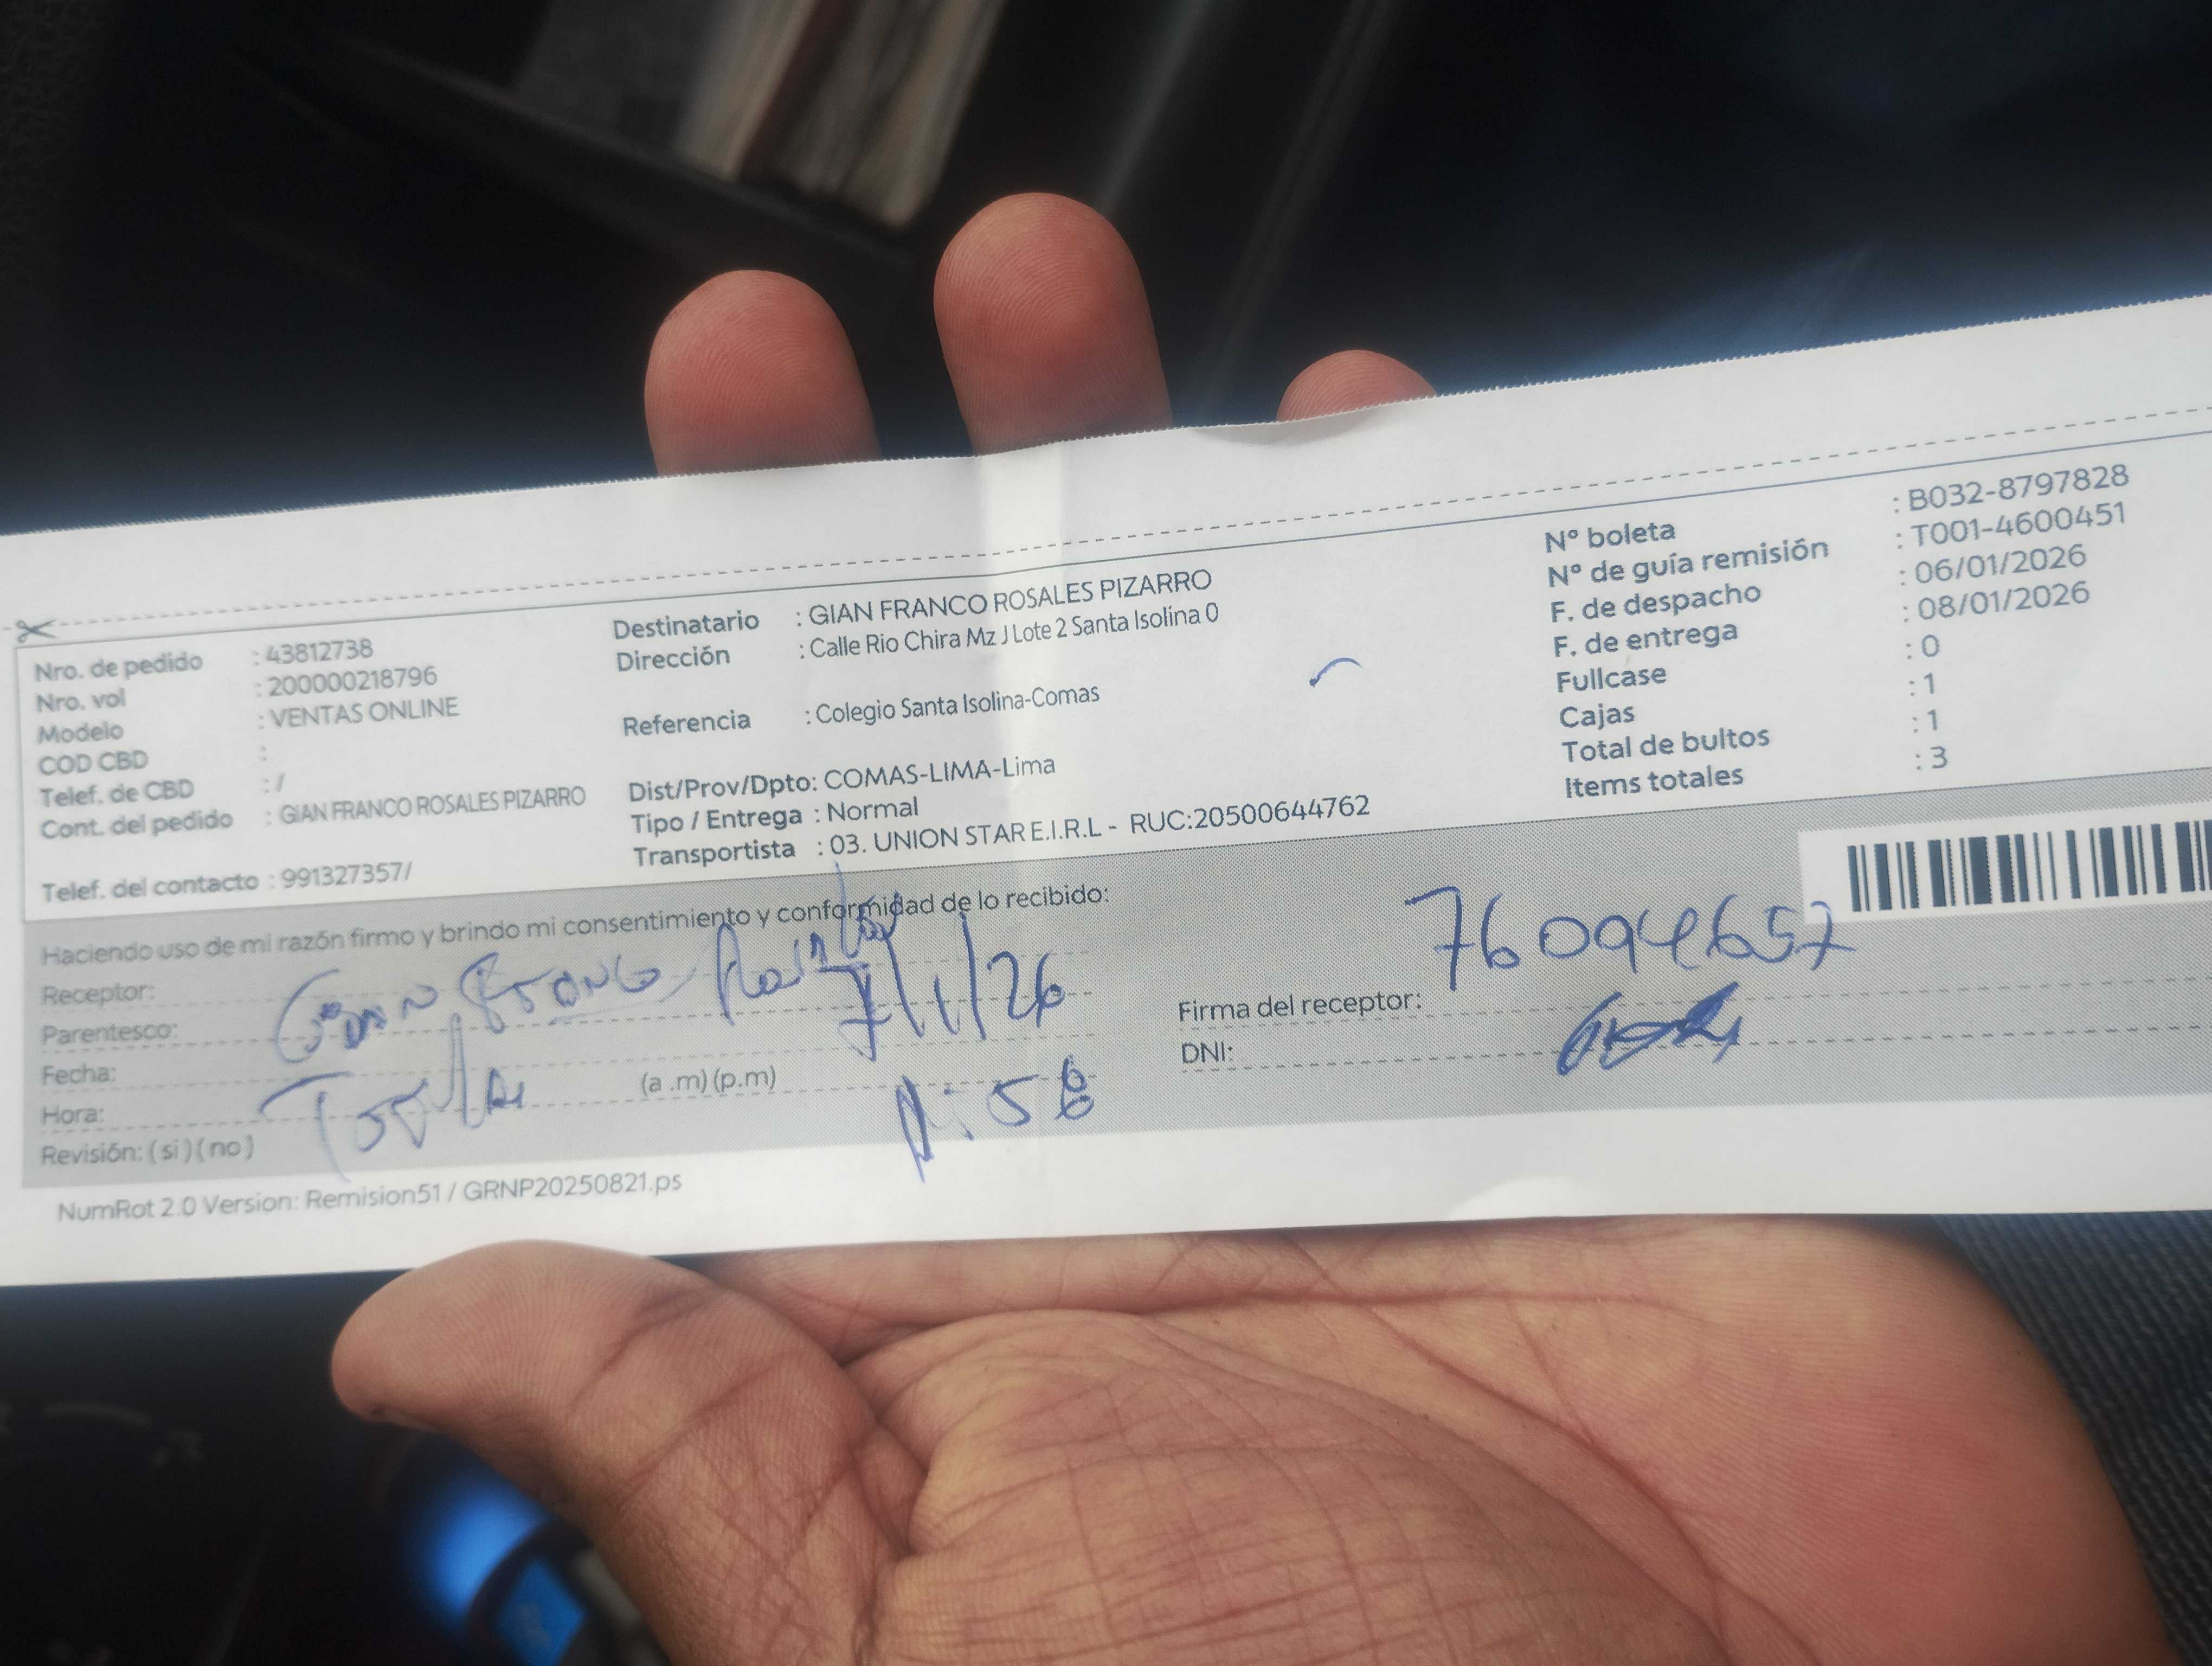 Nro. de pedido : 43812738
Nro. vol : 200000218796
Modelo : VENTAS ONLINE
COD CBD :
Telef. de CBD : /
Cont. del pedido : GIAN FRANCO ROSALES PIZARRO
Telef. del contacto : 991327357/
Destinatario : GIAN FRANCO ROSALES PIZARRO
Dirección : Calle Rio Chira Mz J Lote 2 Santa Isolina 0
Referencia : Colegio Santa Isolina-Comas
Dist/Prov/Dpto: COMAS-LIMA-Lima
Tipo / Entrega : Normal
Transportista : 03. UNION STAR E.I.R.L - RUC:20500644762
Nº boleta : B032-8797828
Nº de guía remisión : T001-4600451
F. de despacho : 06/01/2026
F. de entrega : 08/01/2026
Fullcase : 0
Cajas : 1
Total de bultos : 1
Items totales : 3
Haciendo uso de mi razón firmo y brindo mi consentimiento y conformidad de lo recibido:
Receptor:
Parentesco:
Fecha: 7/1/26
Hora: (a .m) (p.m)
Revisión: ( si ) ( no )
Firma del receptor:
DNI: 76094657
NumRot 2.0 Version: Remision51 / GRNP20250821.ps